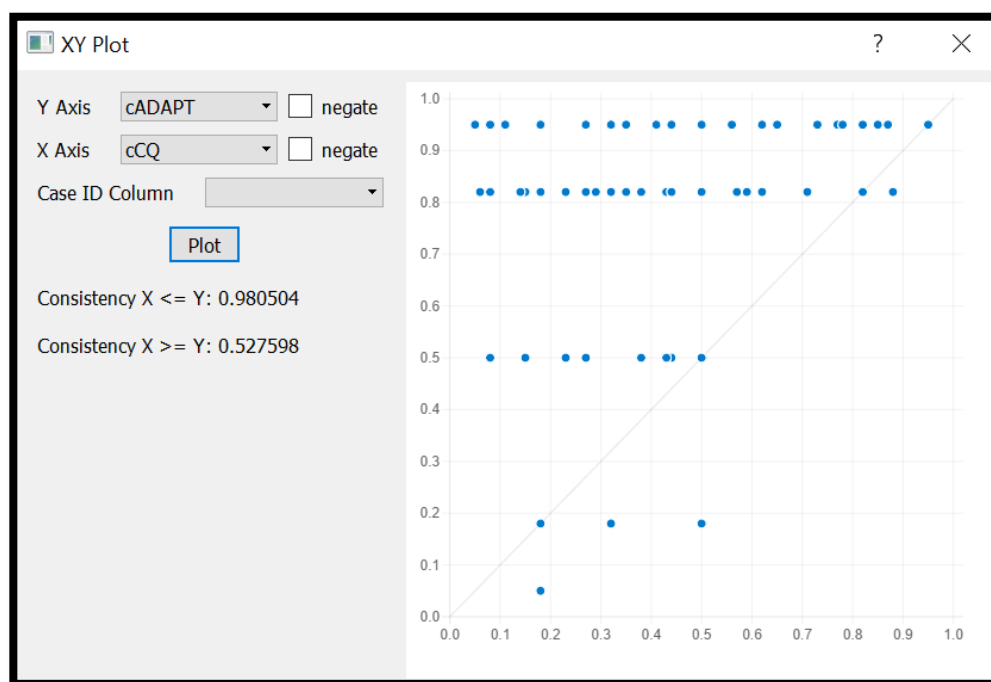 XY Plot ?
Y Axis cADAPT negate
X Axis cCQ negate
Case ID Column
Plot
Consistency X <= Y: 0.980504
Consistency X >= Y: 0.527598
1.0
0.9
0.8
0.7
0.6
0.5
0.4
0.3
0.2
0.1
0.0
0.0 0.1 0.2 0.3 0.4 0.5 0.6 0.7 0.8 0.9 1.0